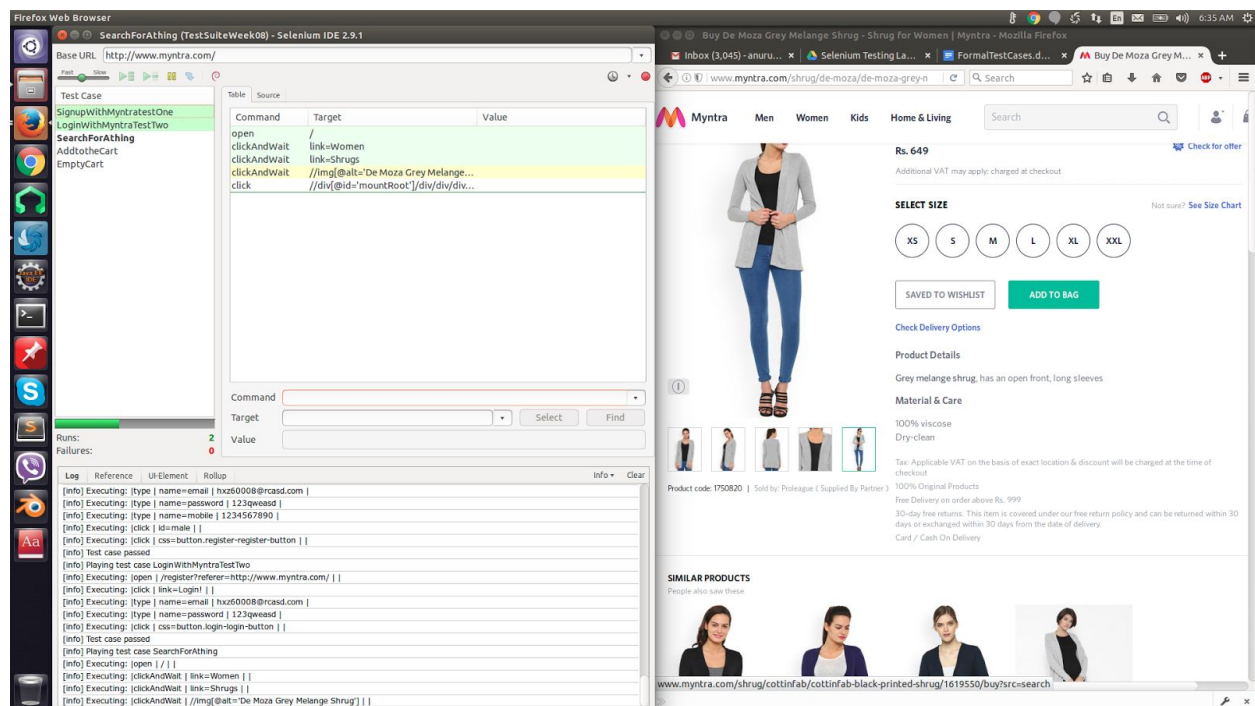 Firefox Web Browser
En
6:35 AM
SearchForAthing (TestSuiteWeek08) - Selenium IDE 2.9.1
Base URL http://www.myntra.com/
Fast Slow
Test Case
SignupWithMyntratestOne
LoginWithMyntraTestTwo
SearchForAthing
AddtotheCart
EmptyCart
Runs: 2
Failures: 0
Table Source
Command Target Value
open /
clickAndWait link=Women
clickAndWait link=Shrugs
clickAndWait //img[@alt='De Moza Grey Melange...
click //div[@id='mountRoot']/div/div/div...
Command
Target Select Find
Value
Log Reference UI-Element Rollup Info Clear
[info] Executing: |type | name=email | hxz60008@rcasd.com |
[info] Executing: |type | name=password | 123qweasd |
[info] Executing: |type | name=mobile | 1234567890 |
[info] Executing: |click | id=male | |
[info] Executing: |click | css=button.register-register-button | |
[info] Test case passed
[info] Playing test case LoginWithMyntraTestTwo
[info] Executing: |open | /register?referer=http://www.myntra.com/ | |
[info] Executing: |click | link=Login! | |
[info] Executing: |type | name=email | hxz60008@rcasd.com |
[info] Executing: |type | name=password | 123qweasd |
[info] Executing: |click | css=button.login-login-button | |
[info] Test case passed
[info] Playing test case SearchForAthing
[info] Executing: |open | / | |
[info] Executing: |clickAndWait | link=Women | |
[info] Executing: |clickAndWait | link=Shrugs | |
[info] Executing: |clickAndWait | //img[@alt='De Moza Grey Melange Shrug'] | |
Buy De Moza Grey Melange Shrug - Shrug for Women | Myntra - Mozilla Firefox
Inbox (3,045) - anuru... Selenium Testing La... FormalTestCases.d... Buy De Moza Grey M...
www.myntra.com/shrug/de-moza/de-moza-grey-n Search
Myntra Men Women Kids Home & Living Search
Rs. 649 Check for offer
Additional VAT may apply; charged at checkout
SELECT SIZE Not sure? See Size Chart
XS S M L XL XXL
SAVED TO WISHLIST ADD TO BAG
Check Delivery Options
Product Details
Grey melange shrug, has an open front, long sleeves
Material & Care
100% viscose
Dry-clean
Tax: Applicable VAT on the basis of exact location & discount will be charged at the time of
checkout
100% Original Products
Free Delivery on order above Rs. 999
30-day free returns. This item is covered under our free return policy and can be returned within 30
days or exchanged within 30 days from the date of delivery.
Card / Cash On Delivery
Product code: 1750820 | Sold by: Proleague ( Supplied By Partner )
SIMILAR PRODUCTS
People also saw these
www.myntra.com/shrug/cottinfab/cottinfab-black-printed-shrug/1619550/buy?src=search